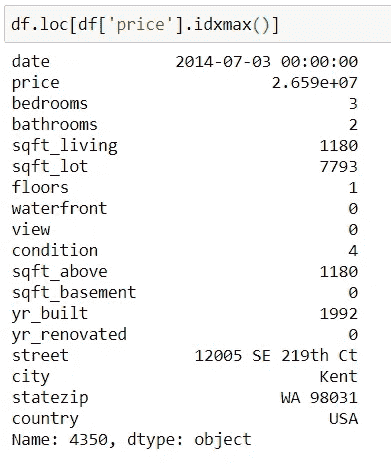 df.loc[df['price'].idxmax()]
date 2014-07-03 00:00:00
price 2.659e+07
bedrooms 3
bathrooms 2
sqft_living 1180
sqft_lot 7793
floors 1
waterfront 0
view 0
condition 4
sqft_above 1180
sqft_basement 0
yr_built 1992
yr_renovated 0
street 12005 SE 219th Ct
city Kent
statezip WA 98031
country USA
Name: 4350, dtype: object